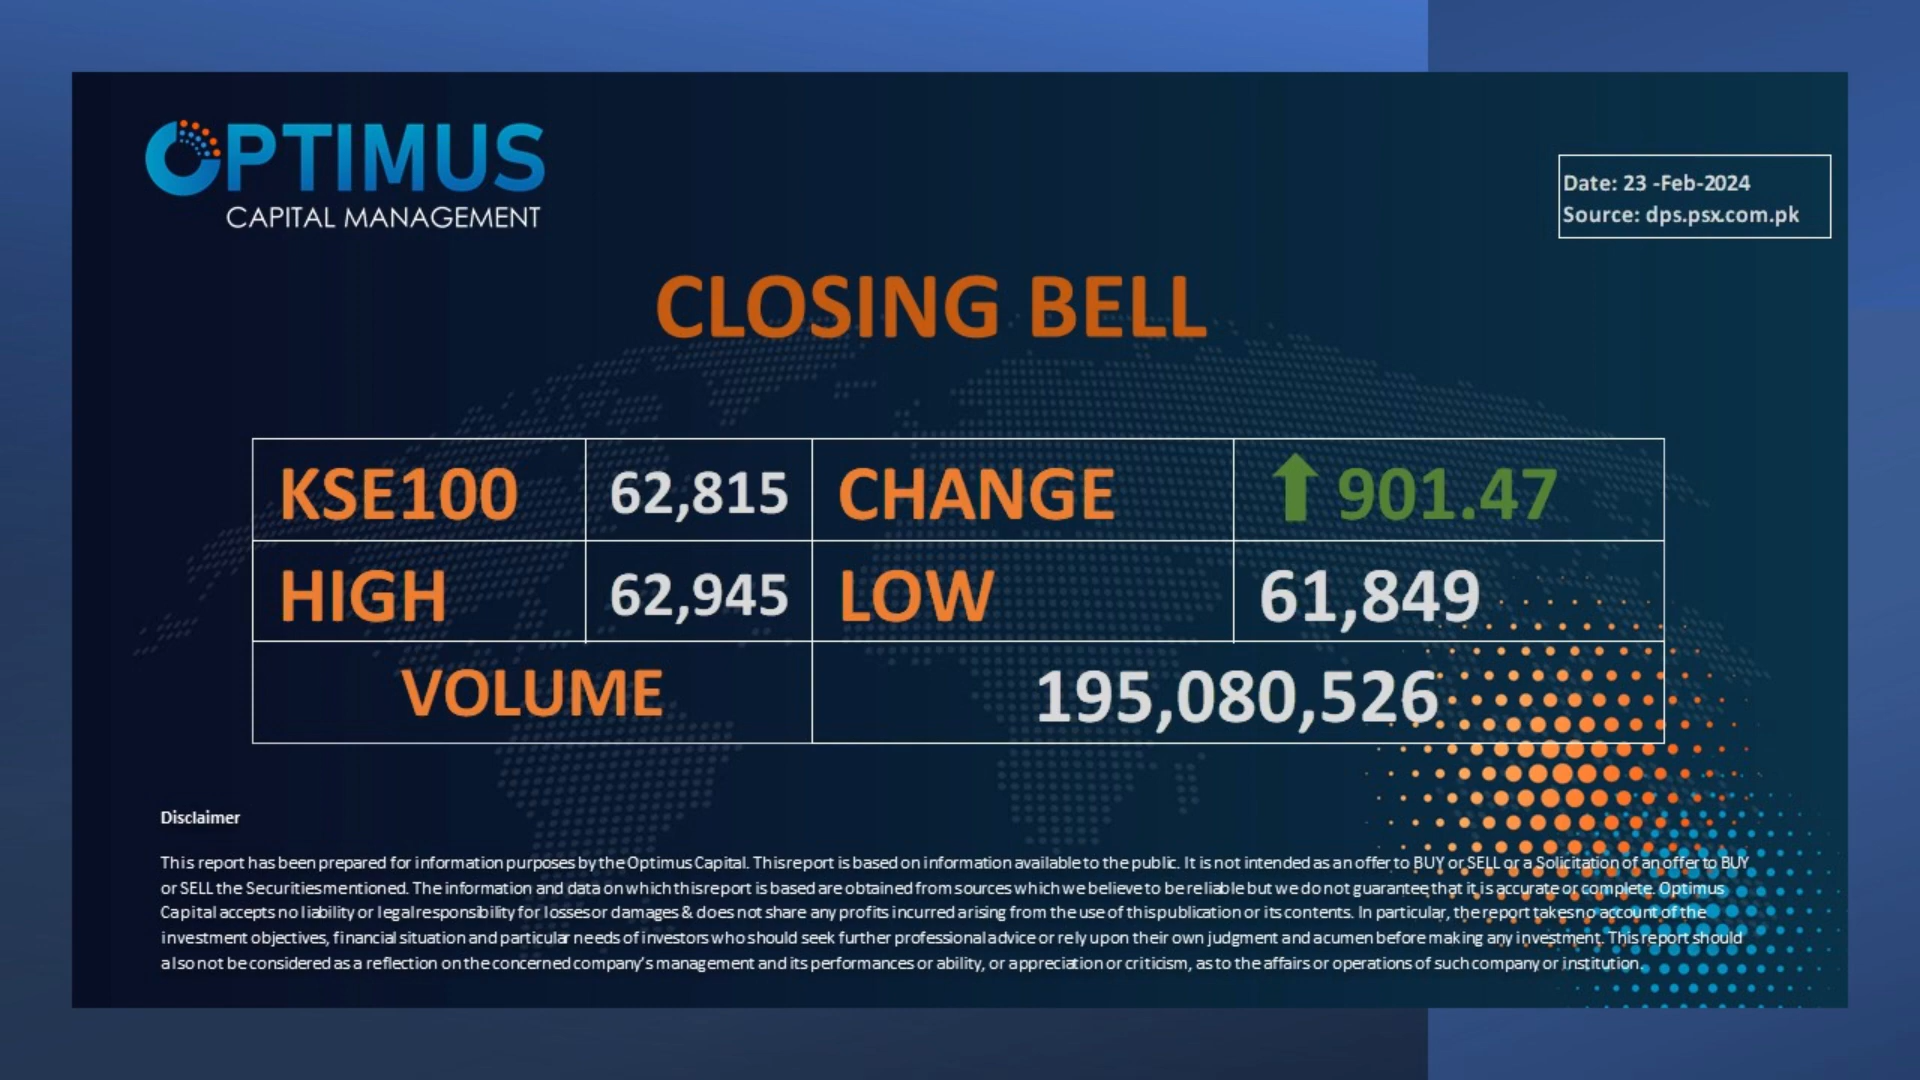 OPTIMUS
CAPITAL MANAGEMENT
Date: 23 -Feb-2024
Source: dps.psx.com.pk
CLOSING BELL
KSE100 62,815 CHANGE 901.47
HIGH 62,945 LOW 61,849
VOLUME 195,080,526
Disclaimer
This report has been prepared for information purposes by the Optimus Capital. This report is based on information available to the public. It is not intended as an offer to BUY or SELL or a Solicitation of an offer to BUY
or SELL the Securities mentioned. The information and data on which this report is based are obtained from sources which we believe to be reliable but we do not guarantee that it is accurate or complete. Optimus
Capital accepts no liability or legal responsibility for losses or damages & does not share any profits incurred arising from the use of this publication or its contents. In particular, the report takes no account of the
investment objectives, financial situation and particular needs of investors who should seek further professional advice or rely upon their own judgment and acumen before making any investment. This report should
also not be considered as a reflection on the concerned company's management and its performances or ability, or appreciation or criticism, as to the affairs or operations of such company or institution.